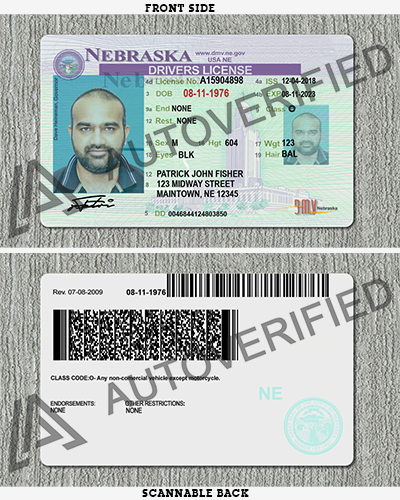 FRONT SIDE
NEBRASKA www.dmv.ne.gov
USA NE
DRIVERS LICENSE
4d License No. A15904898 4a ISS 12-04-2018
3 DOB 08-11-1976 4b EXP 08-11-2023
9a End NONE 9 Class O
12 Rest. NONE
15 Sex M 16 Hgt 604 17 Wgt 123
18 Eyes BLK 19 Hair BAL
12 PATRICK JOHN FISHER
123 MIDWAY STREET
MAINTOWN, NE 12345
5 DD 0046844124803850
DMV Nebraska
AUTOVERIFIED
Rev. 07-08-2009 08-11-1976
CLASS CODE:O- Any non-comercial vehicle except motorcycle.
ENDORSEMENTS: OTHER RESTRICTIONS:
NONE NONE
NE
AUTOVERIFIED
SCANNABLE BACK